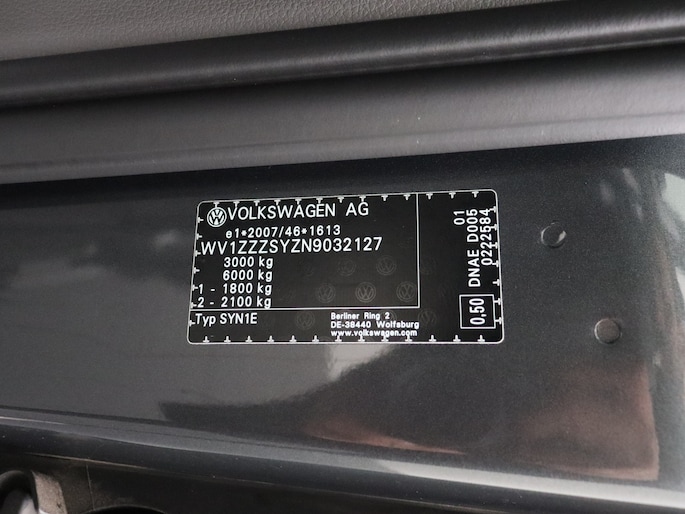 VOLKSWAGEN AG
e1*2007/46*1613
WV1ZZZSYZN9032127
3000 kg
6000 kg
1 - 1800 kg
2 - 2100 kg
Typ SYN1E
Berliner Ring 2
DE-38440 Wolfsburg
www.volkswagen.com
01
DNAE D005
0222584
0,50